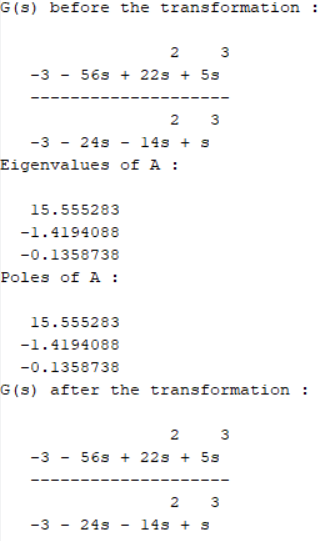 G(s) before the transformation :
2 3
-3 - 56s + 22s + 5s
--------------------
2 3
-3 - 24s - 14s + s
Eigenvalues of A :
15.555283
-1.4194088
-0.1358738
Poles of A :
15.555283
-1.4194088
-0.1358738
G(s) after the transformation :
2 3
-3 - 56s + 22s + 5s
--------------------
2 3
-3 - 24s - 14s + s